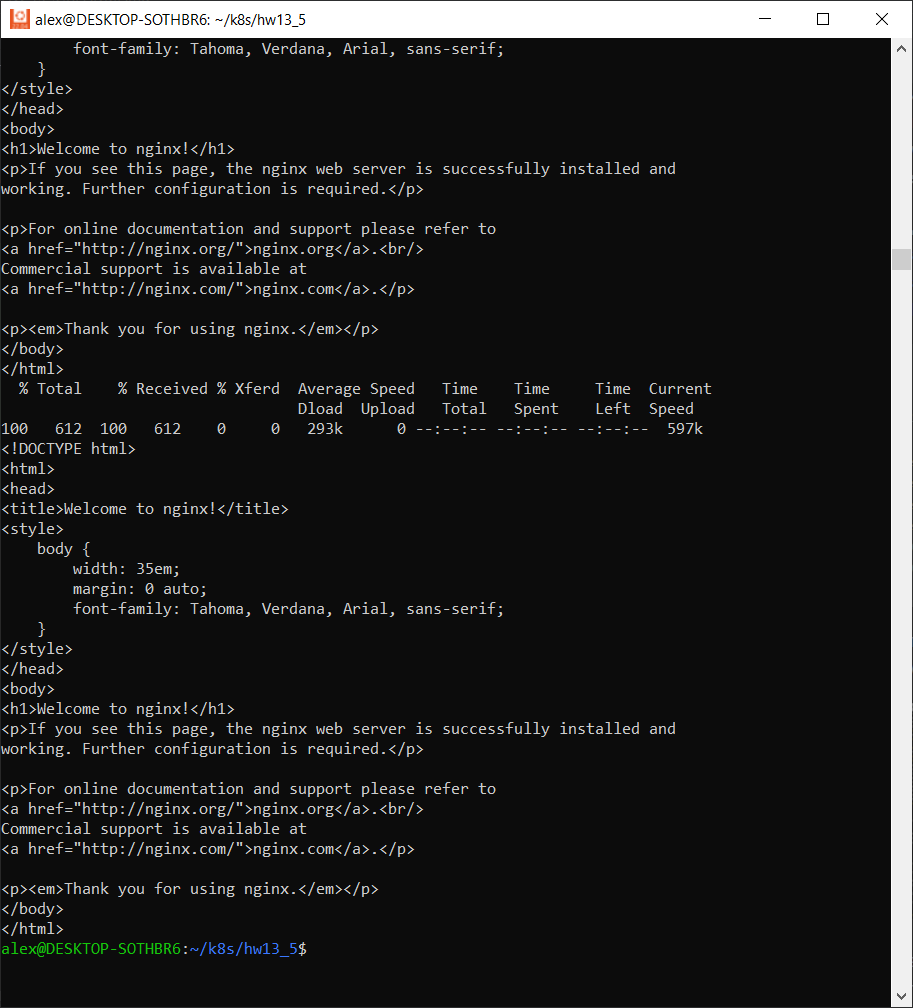 alex@DESKTOP-SOTHBR6: ~/k8s/hw13_5
        font-family: Tahoma, Verdana, Arial, sans-serif;
    }
</style>
</head>
<body>
<h1>Welcome to nginx!</h1>
<p>If you see this page, the nginx web server is successfully installed and
working. Further configuration is required.</p>

<p>For online documentation and support please refer to
<a href="http://nginx.org/">nginx.org</a>.<br/>
Commercial support is available at
<a href="http://nginx.com/">nginx.com</a>.</p>

<p><em>Thank you for using nginx.</em></p>
</body>
</html>
  % Total    % Received % Xferd  Average Speed   Time    Time     Time  Current
                                 Dload  Upload   Total   Spent    Left  Speed
100   612  100   612    0     0   293k      0 --:--:-- --:--:-- --:--:--  597k
<!DOCTYPE html>
<html>
<head>
<title>Welcome to nginx!</title>
<style>
    body {
        width: 35em;
        margin: 0 auto;
        font-family: Tahoma, Verdana, Arial, sans-serif;
    }
</style>
</head>
<body>
<h1>Welcome to nginx!</h1>
<p>If you see this page, the nginx web server is successfully installed and
working. Further configuration is required.</p>

<p>For online documentation and support please refer to
<a href="http://nginx.org/">nginx.org</a>.<br/>
Commercial support is available at
<a href="http://nginx.com/">nginx.com</a>.</p>

<p><em>Thank you for using nginx.</em></p>
</body>
</html>
alex@DESKTOP-SOTHBR6:~/k8s/hw13_5$